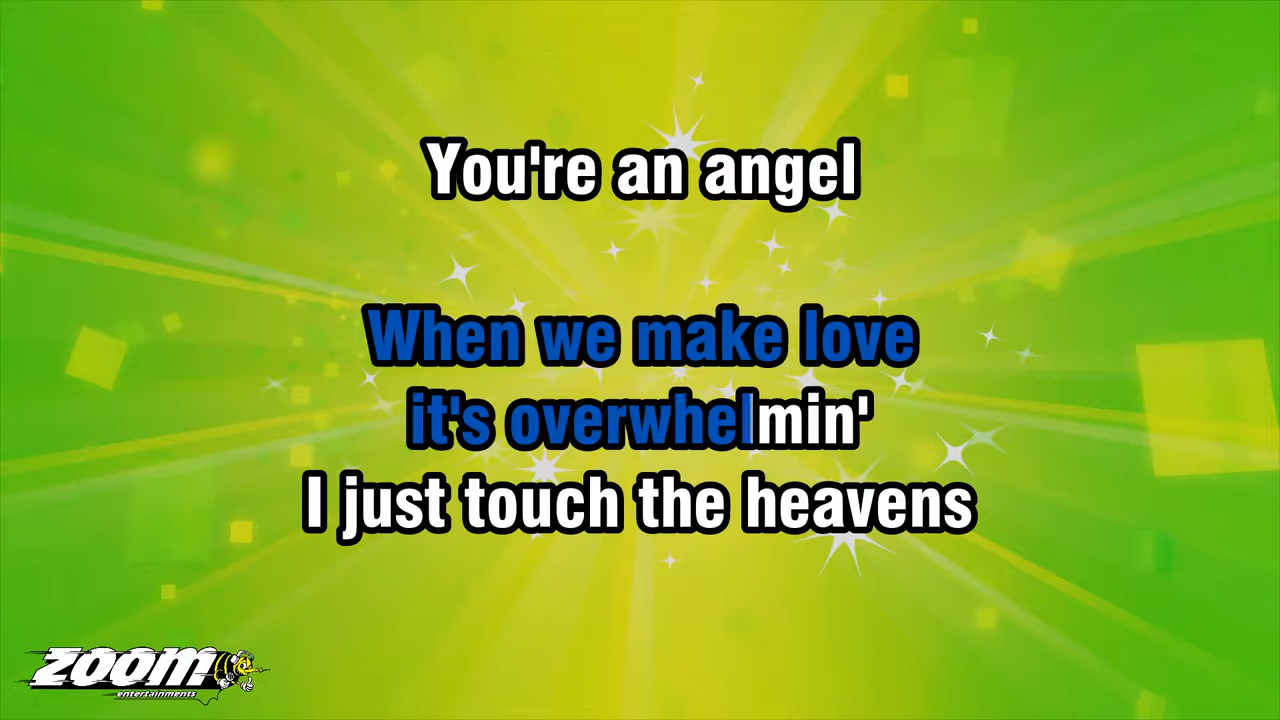 You're an angel
When we make love
it's overwhelmin'
I just touch the heavens
zoom
entertainments